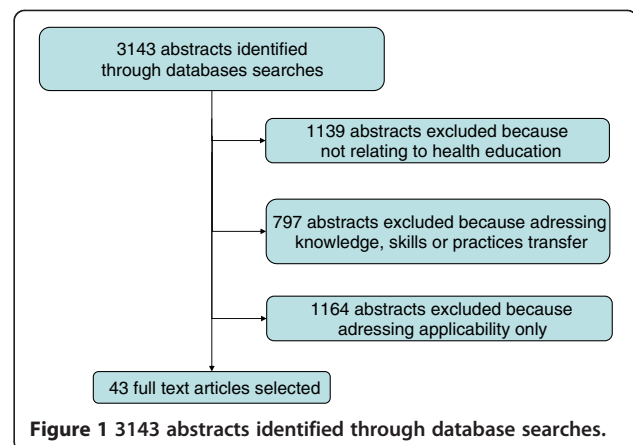 3143 abstracts identified
through databases searches
1139 abstracts excluded because
not relating to health education
797 abstracts excluded because adressing
knowledge, skills or practices transfer
1164 abstracts excluded because
adressing applicability only
43 full text articles selected
Figure 1 3143 abstracts identified through database searches.